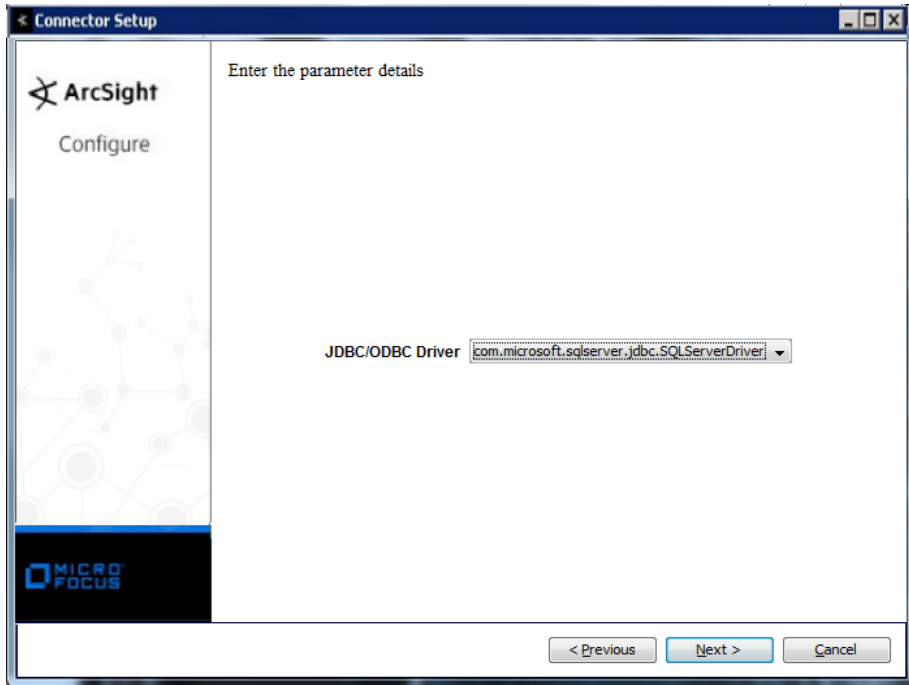 Connector Setup
ArcSight
Configure
Enter the parameter details
JDBC/ODBC Driver com.microsoft.sqlserver.jdbc.SQLServerDriver
MICRO
FOCUS
< Previous Next > Cancel